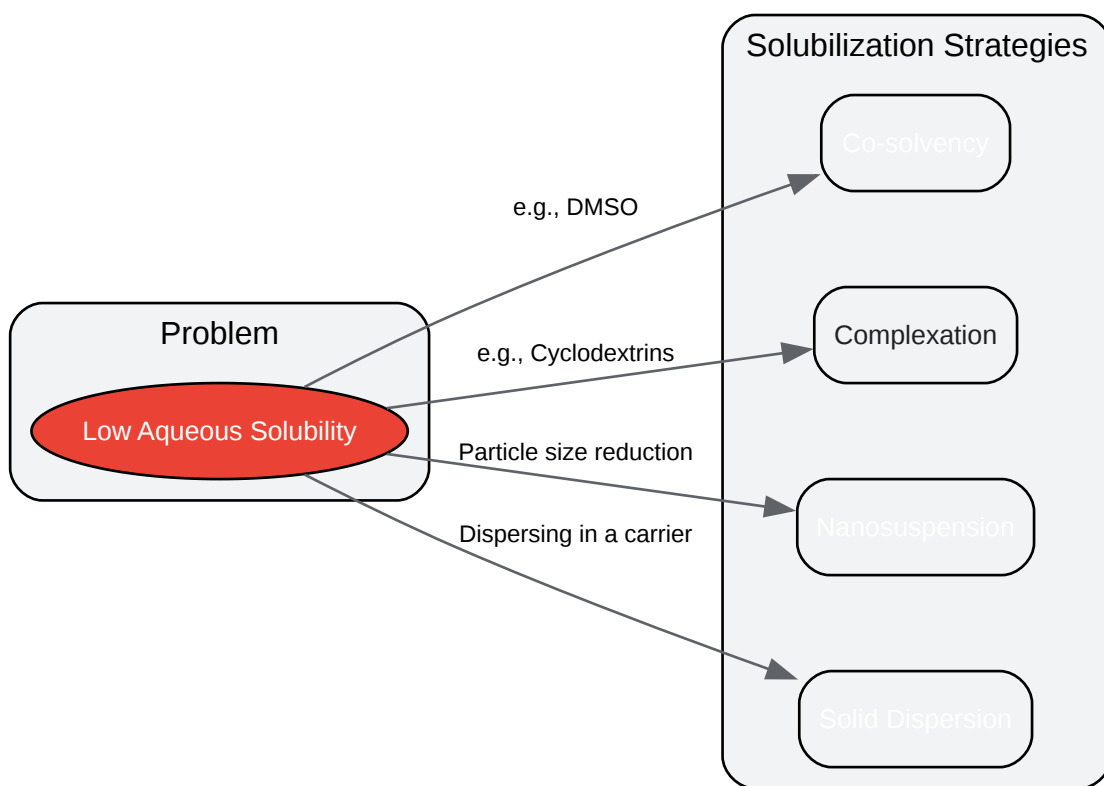 Solubilization Strategies
Co-solvency
e.g., DMSO
Problem
Complexation
e.g., Cyclodextrins
Low Aqueous Solubility
Particle size reduction
Nanosuspension
Dispersing in a carrier
Solid Dispersion